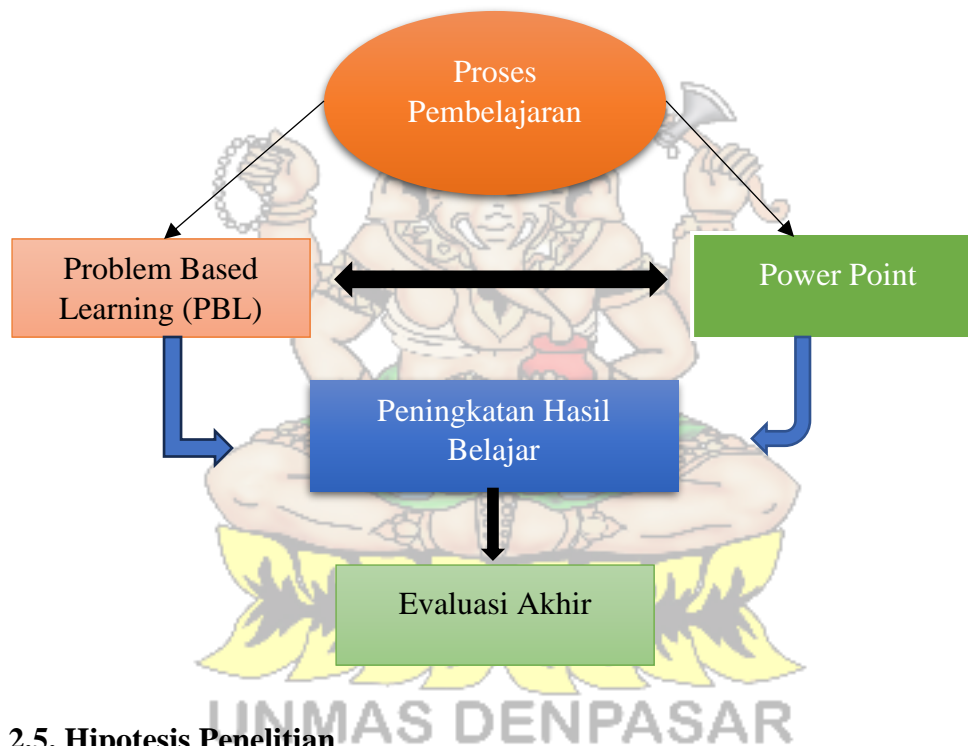 Proses
Pembelajaran
Problem Based
Learning (PBL)
Power Point
Peningkatan Hasil
Belajar
Evaluasi Akhir
UNMAS DENPASAR
2.5. Hipotesis Penelitian